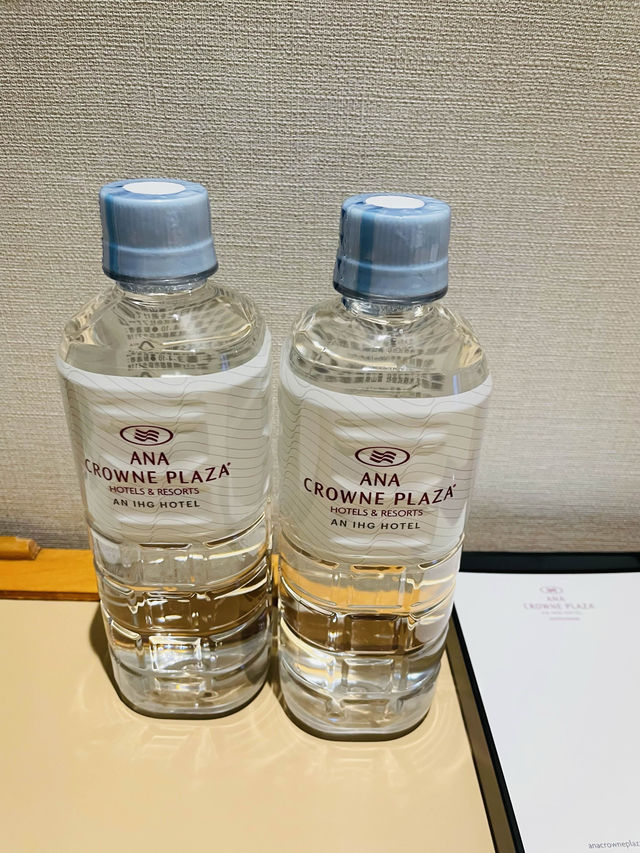 ANA
CROWNE PLAZA
HOTELS & RESORTS
AN IHG HOTEL
ANA
CROWNE PLAZA
HOTELS & RESORTS
AN IHG HOTEL
ANA
CROWNE PLAZA
anacrowneplaz